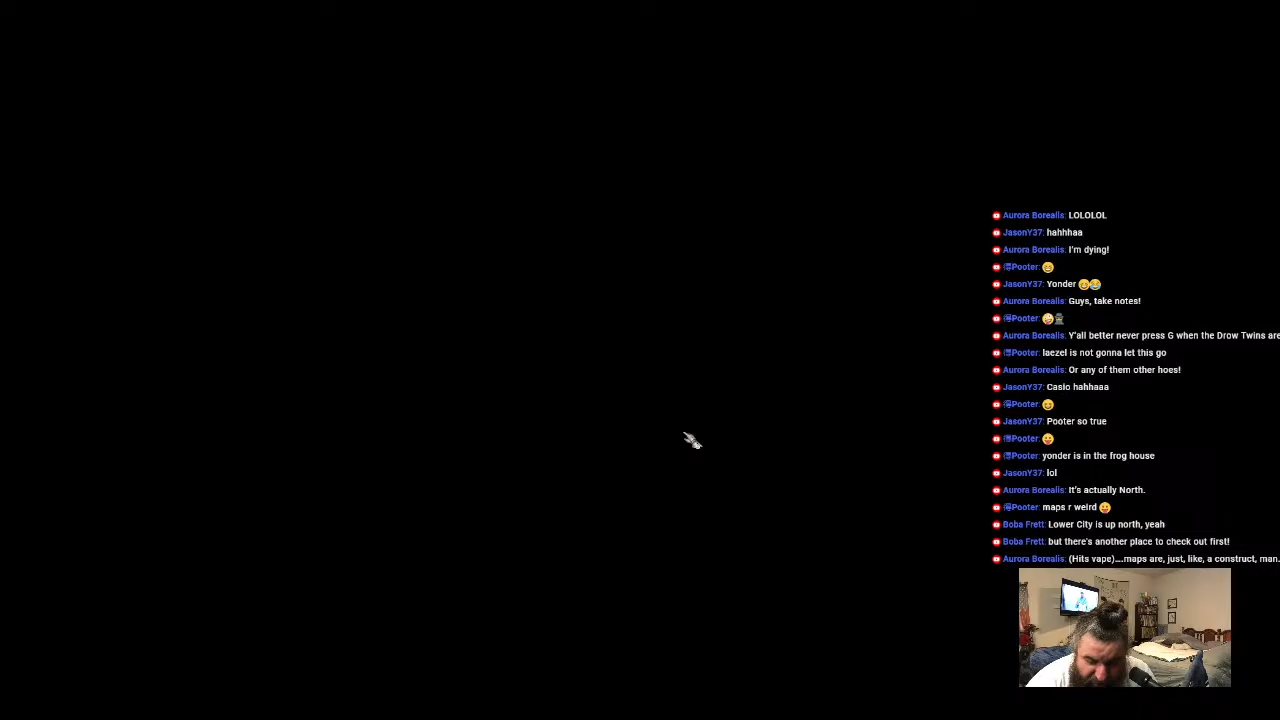 Aurora Borealis: LOLOLOL
JasonY37: hahhhaa
Aurora Borealis: I'm dying!
Pooter: 😆
JasonY37: Yonder 😆😂
Aurora Borealis: Guys, take notes!
Pooter:
Aurora Borealis: Y'all better never press G when the Drow Twins are
Pooter: laezel is not gonna let this go
Aurora Borealis: Or any of them other hoes!
JasonY37: Casio hahhaaa
Pooter:
JasonY37: Pooter so true
Pooter: 😛
Pooter: yonder is in the frog house
JasonY37: lol
Aurora Borealis: It's actually North.
Pooter: maps r weird 😛
Boba Frett: Lower City is up north, yeah
Boba Frett: but there's another place to check out first!
Aurora Borealis: (Hits vape)....maps are, just, like, a construct, man.